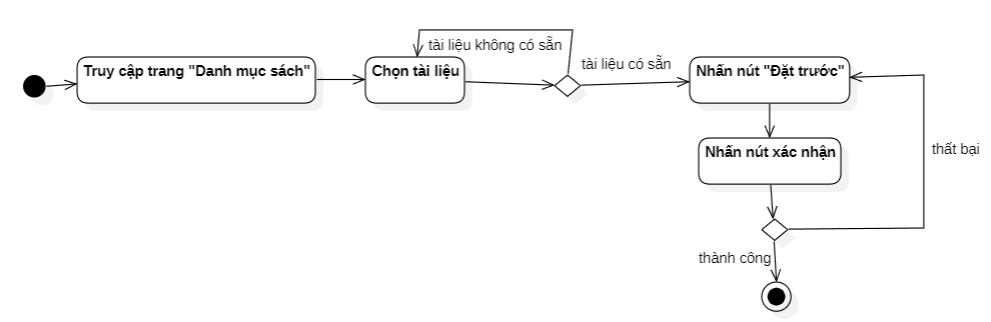 tài liệu không có sẵn
Truy cập trang "Danh mục sách"
Chọn tài liệu
tài liệu có sẵn
Nhấn nút "Đặt trước"
Nhấn nút xác nhận
thất bại
thành công